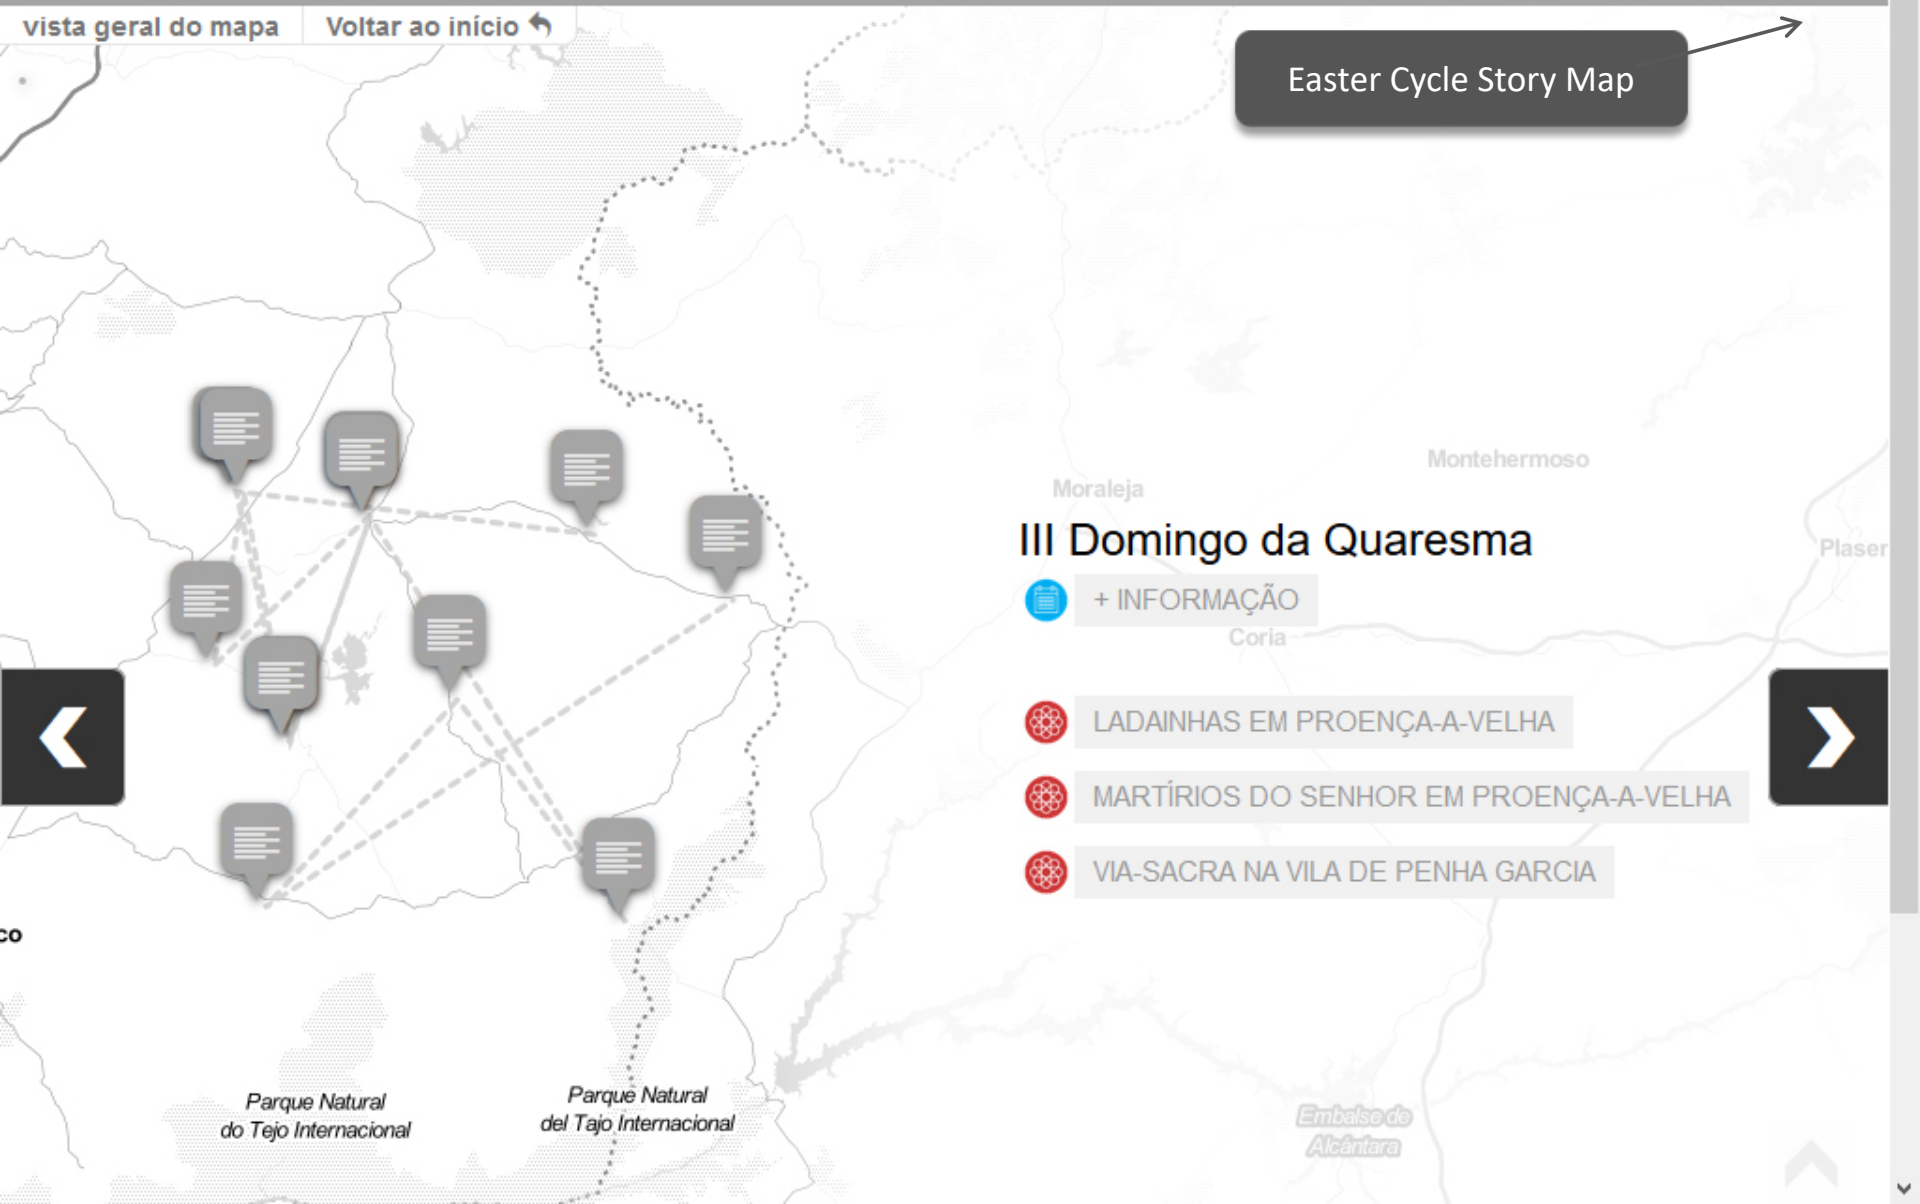 vista geral do mapa
Voltar ao início
Easter Cycle Story Map
Montehermoso
Moraleja
III Domingo da Quaresma
Plaser
+ INFORMAÇÃO
Coria
LADAINHAS EM PROENÇA-A-VELHA
MARTÍRIOS DO SENHOR EM PROENÇA-A-VELHA
VIA-SACRA NA VILA DE PENHA GARCIA
co
Parque Natural
do Tejo Internacional
Parque Natural
del Tajo Internacional
Embalse de
Alcántara